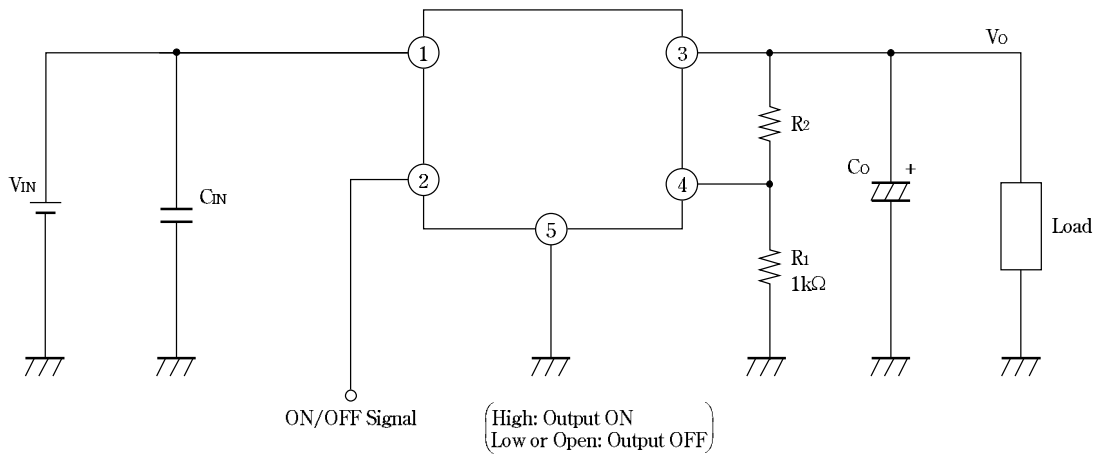 1
3
VO
R2
2
4
CO
+
VIN
CIN
5
Load
R1
1kΩ
ON/OFF Signal
High: Output ON
Low or Open: Output OFF